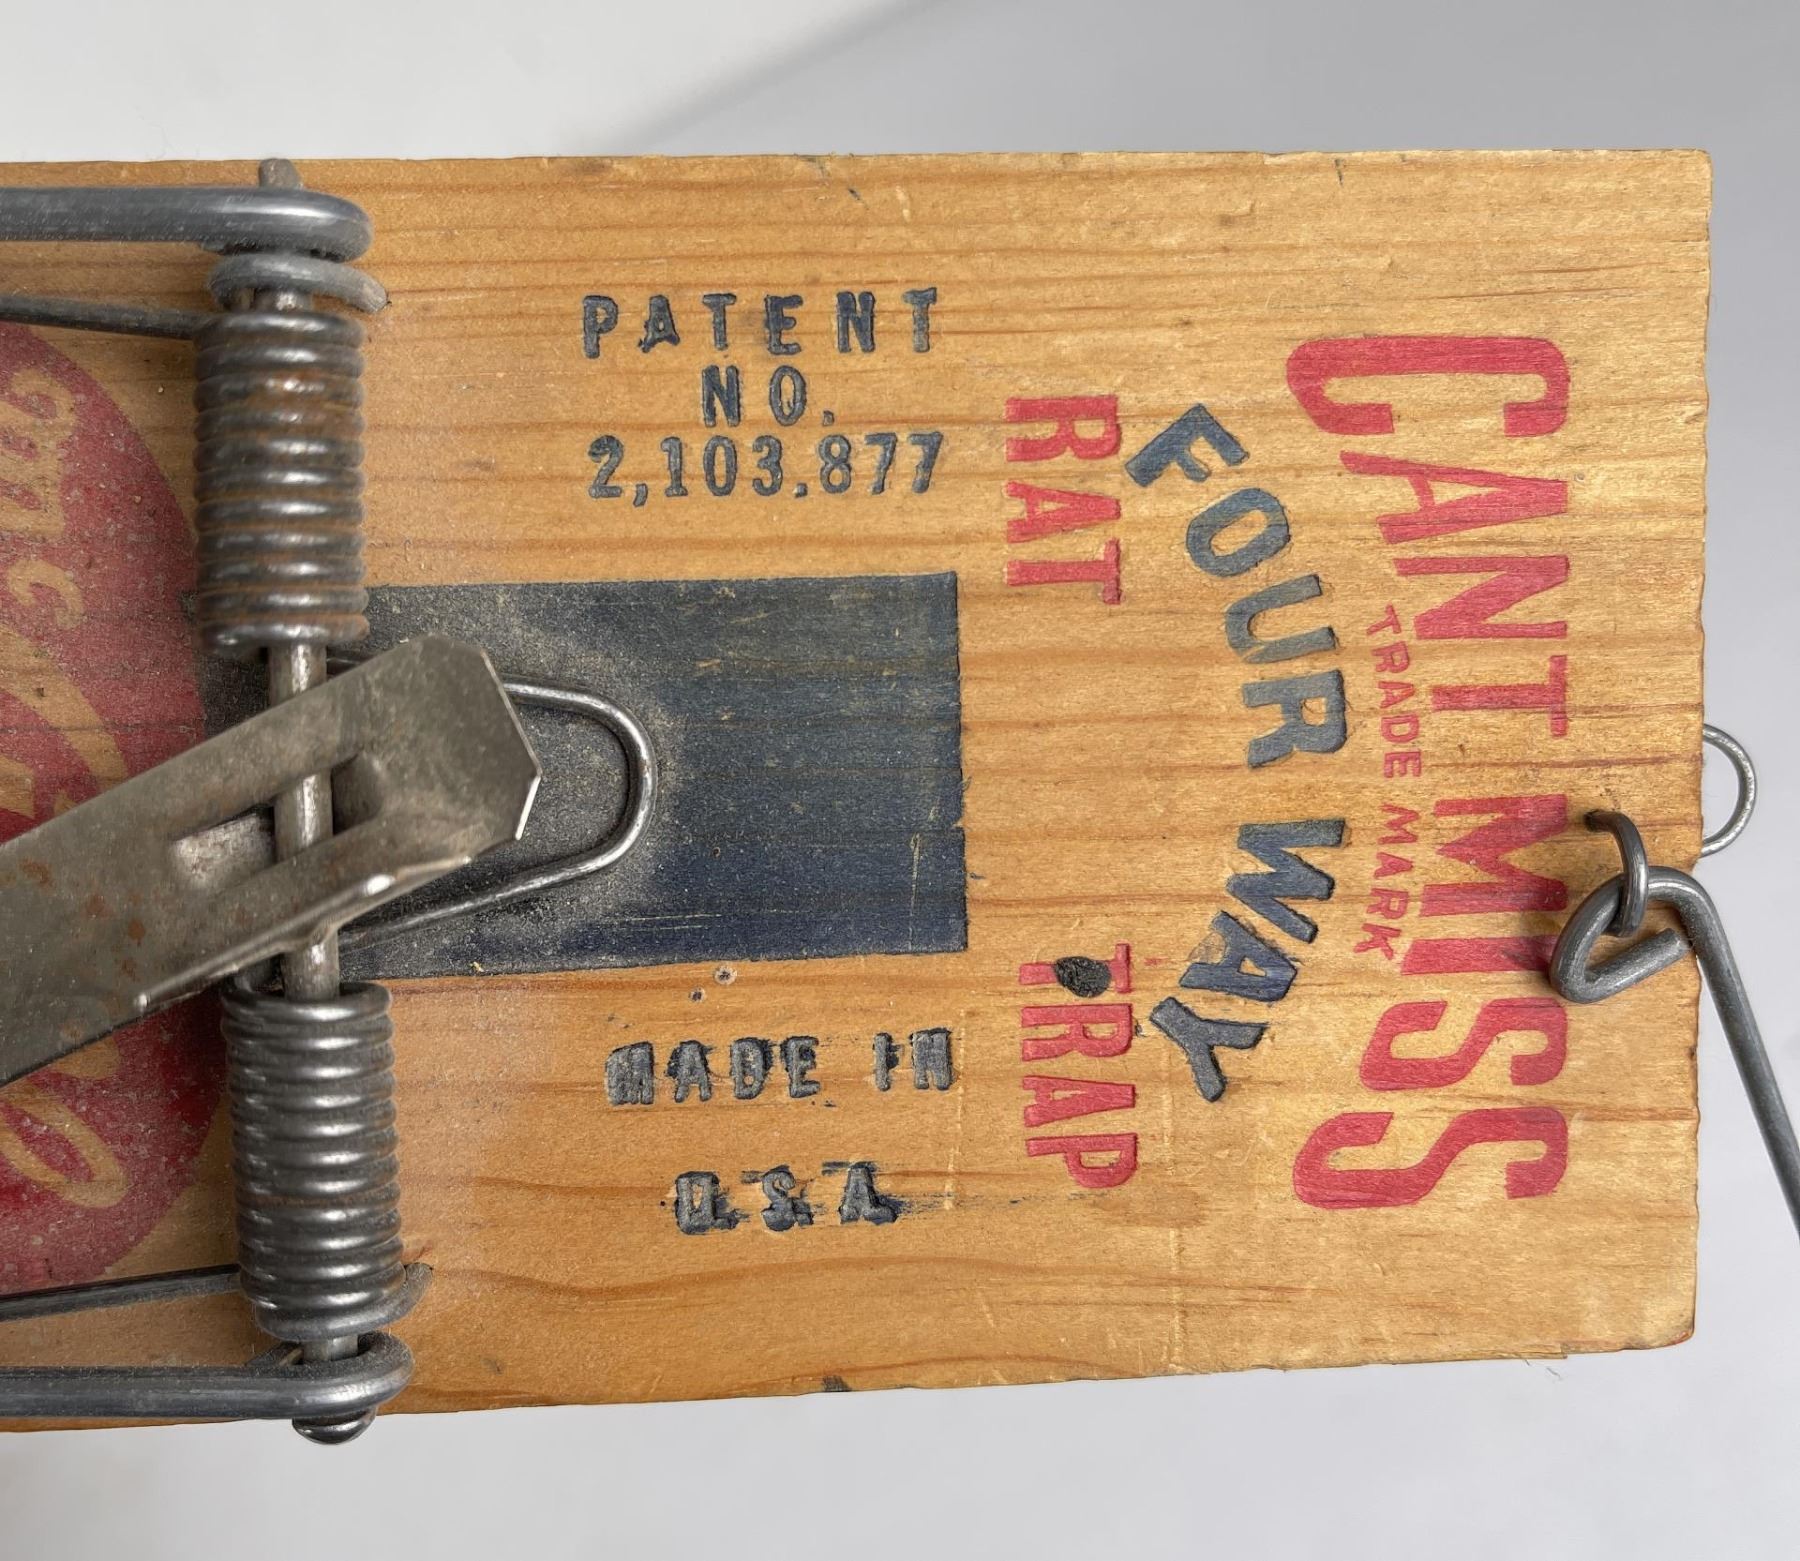 PATENT
NO.
2,103.877
MADE IN
U.S.A.
CANT MISS
TRADE MARK
FOUR WAY
RAT TRAP